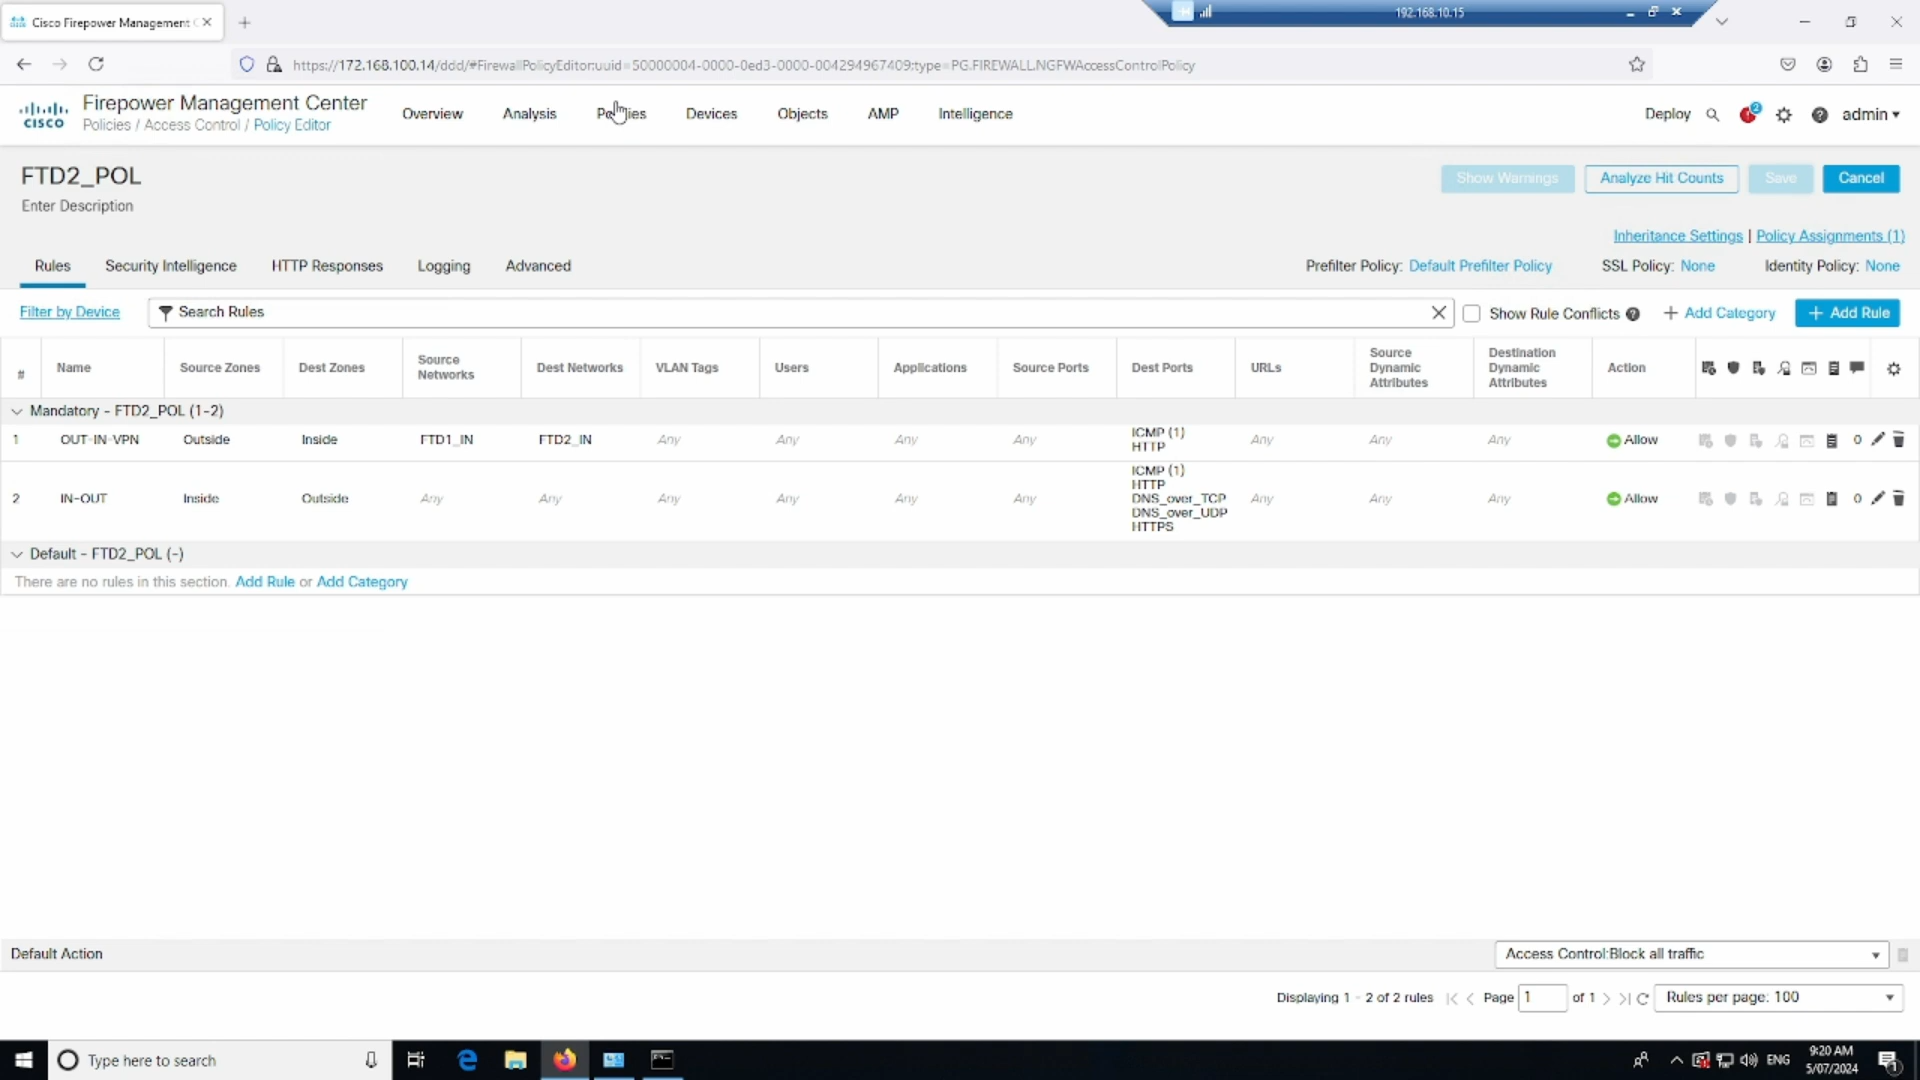 Cisco Firepower Management C
192.168.10.15
https://172.168.100.14/ddd/#FirewallPolicyEditor:uuid=50000004-0000-0ed3-0000-004294967409;type=PG.FIREWALL.NGFWAccessControlPolicy
CISCO
Firepower Management Center
Policies / Access Control / Policy Editor
Overview Analysis Policies Devices Objects AMP Intelligence
Deploy 2 admin
FTD2_POL
Enter Description
Show Warnings Analyze Hit Counts Save Cancel
Inheritance Settings | Policy Assignments (1)
Rules Security Intelligence HTTP Responses Logging Advanced
Prefilter Policy: Default Prefilter Policy SSL Policy: None Identity Policy: None
Filter by Device Search Rules Show Rule Conflicts + Add Category + Add Rule
# Name Source Zones Dest Zones Source Networks Dest Networks VLAN Tags Users Applications Source Ports Dest Ports URLs Source Dynamic Attributes Destination Dynamic Attributes Action
Mandatory - FTD2_POL (1-2)
1 OUT-IN-VPN Outside Inside FTD1_IN FTD2_IN Any Any Any Any ICMP (1) HTTP Any Any Any Allow 0
2 IN-OUT Inside Outside Any Any Any Any Any Any ICMP (1) HTTP DNS_over_TCP DNS_over_UDP HTTPS Any Any Any Allow 0
Default - FTD2_POL (-)
There are no rules in this section. Add Rule or Add Category
Default Action
Access Control:Block all traffic
Displaying 1 - 2 of 2 rules Page 1 of 1 Rules per page: 100
Type here to search
ENG
9:20 AM
5/07/2024
1